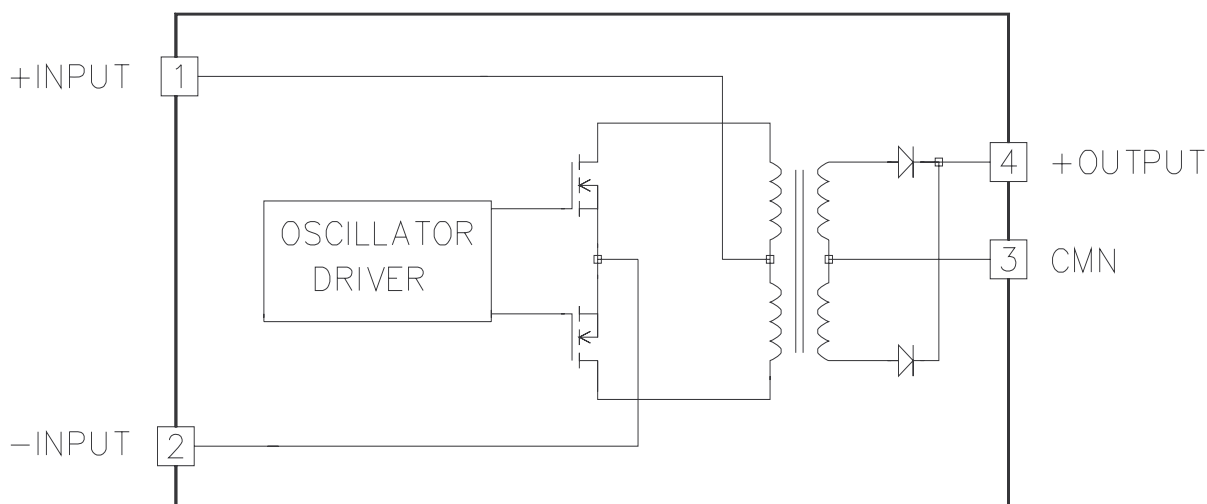 +INPUT 1
4 +OUTPUT
OSCILLATOR
DRIVER
3 CMN
-INPUT 2